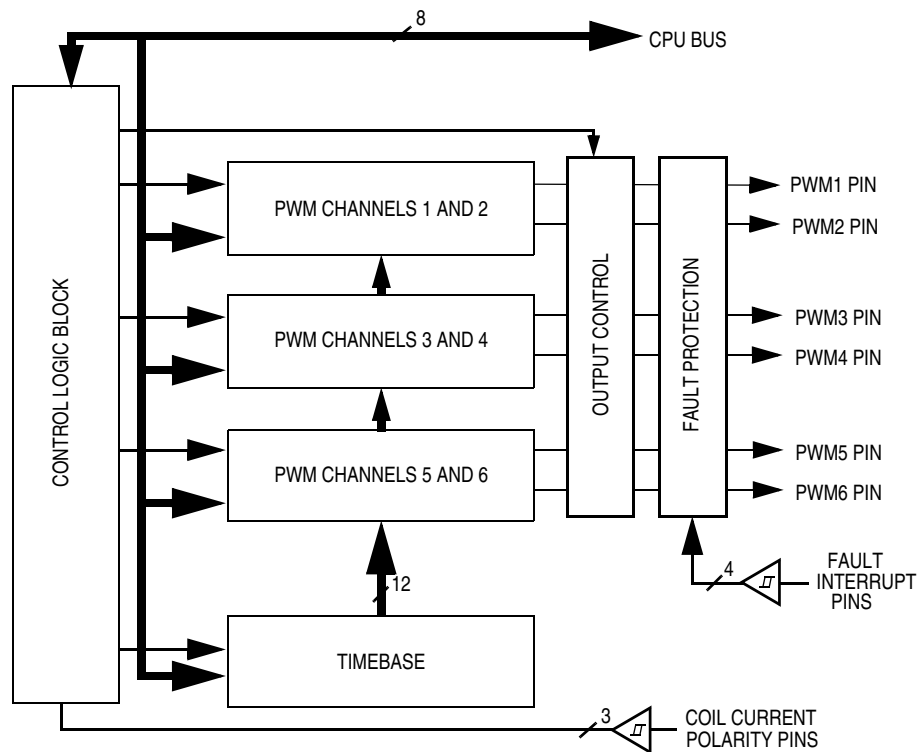 8
CPU BUS
CONTROL LOGIC BLOCK
PWM CHANNELS 1 AND 2
PWM CHANNELS 3 AND 4
PWM CHANNELS 5 AND 6
12
TIMEBASE
OUTPUT CONTROL
FAULT PROTECTION
PWM1 PIN
PWM2 PIN
PWM3 PIN
PWM4 PIN
PWM5 PIN
PWM6 PIN
4
FAULT
INTERRUPT
PINS
3
COIL CURRENT
POLARITY PINS